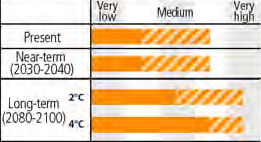 Very low Medium Very high
Present
Near-term
(2030-2040)
Long-term 2°C
(2080-2100) 4°C